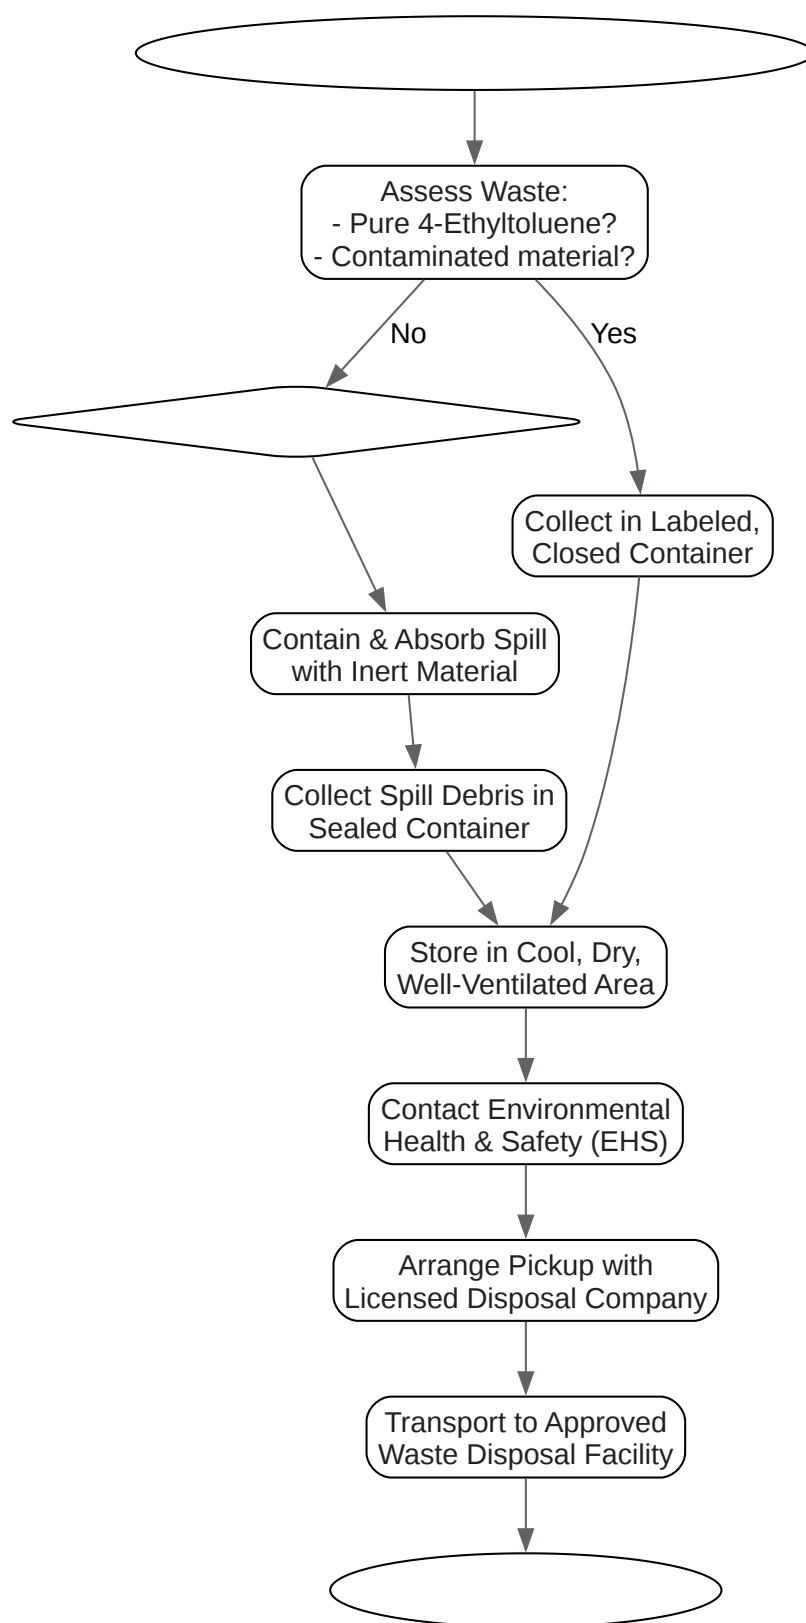 Assess Waste:
- Pure 4-Ethyltoluene?
- Contaminated material?
No
Yes
Collect in Labeled,
Closed Container
Contain & Absorb Spill
with Inert Material
Collect Spill Debris in
Sealed Container
Store in Cool, Dry,
Well-Ventilated Area
Contact Environmental
Health & Safety (EHS)
Arrange Pickup with
Licensed Disposal Company
Transport to Approved
Waste Disposal Facility